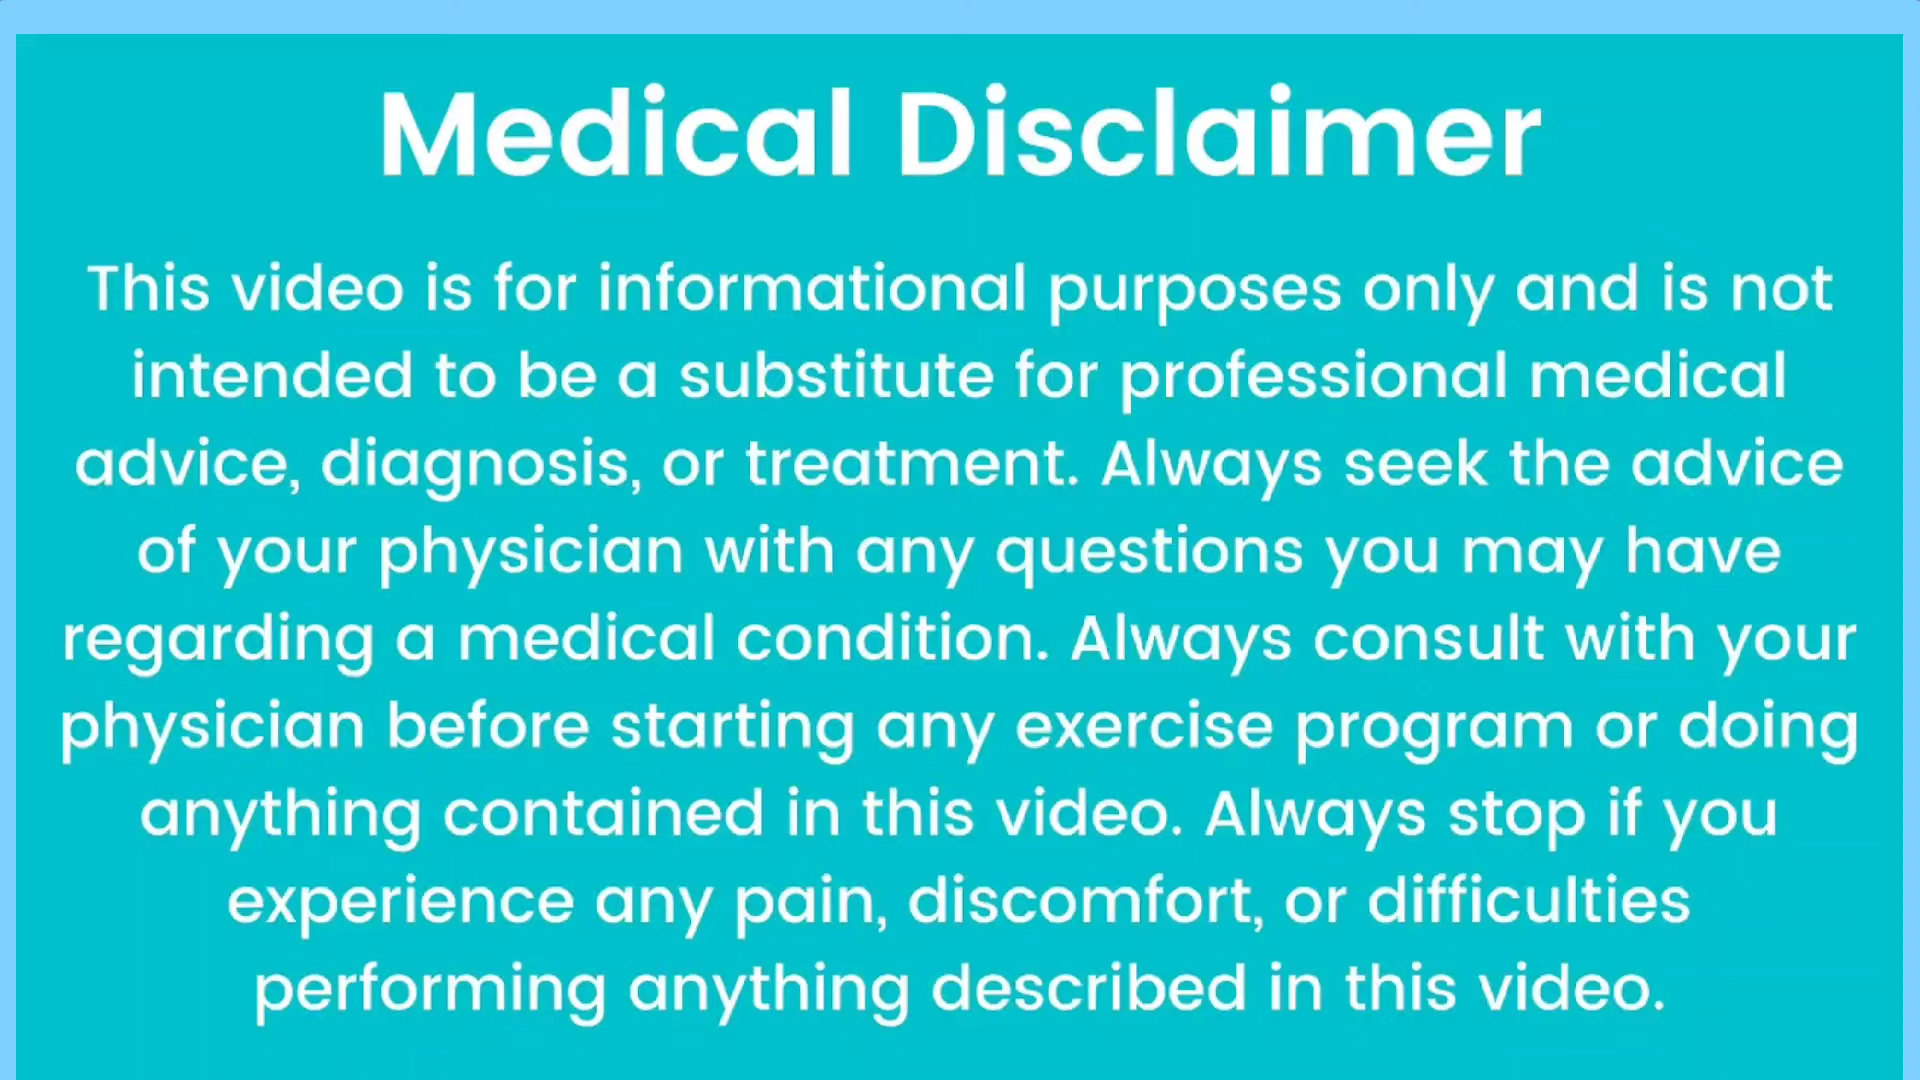 Medical Disclaimer
This video is for informational purposes only and is not
intended to be a substitute for professional medical
advice, diagnosis, or treatment. Always seek the advice
of your physician with any questions you may have
regarding a medical condition. Always consult with your
physician before starting any exercise program or doing
anything contained in this video. Always stop if you
experience any pain, discomfort, or difficulties
performing anything described in this video.